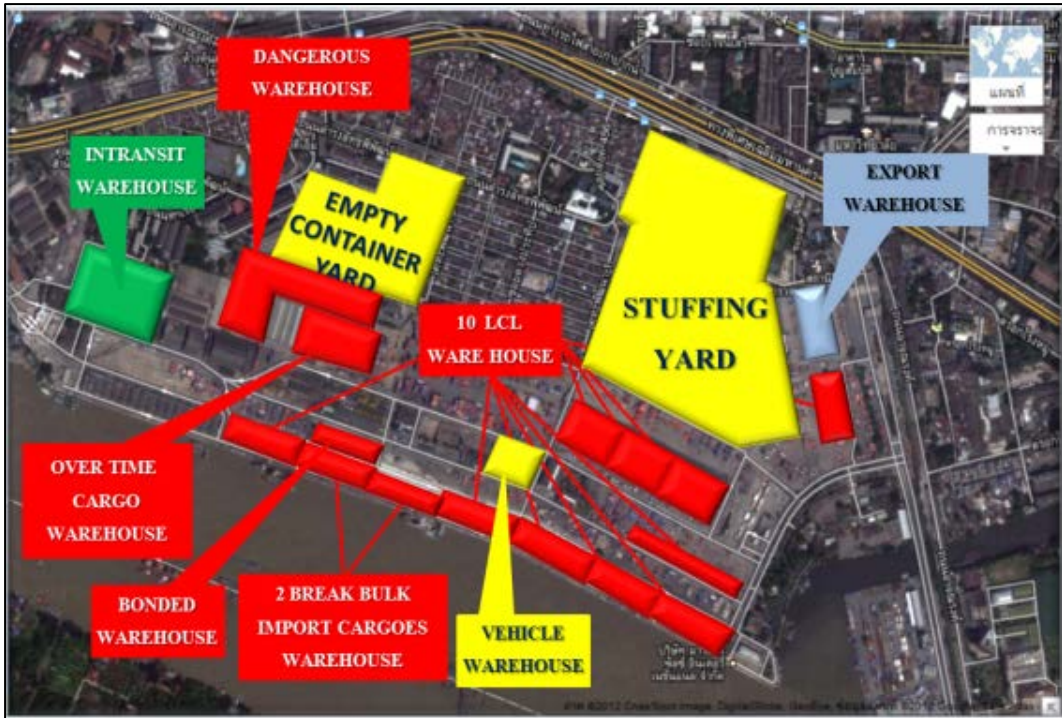 DANGEROUS
WAREHOUSE
แผนที่
การจราจร
INTRANSIT
WAREHOUSE
EXPORT
WAREHOUSE
EMPTY
CONTAINER
YARD
10 LCL
WARE HOUSE
STUFFING
YARD
OVER TIME
CARGO
WAREHOUSE
BONDED
WAREHOUSE
2 BREAK BULK
IMPORT CARGOES
WAREHOUSE
VEHICLE
WAREHOUSE